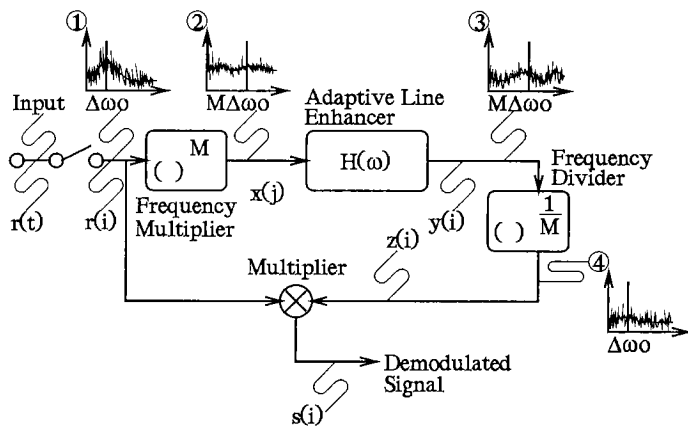 ①
②
③
Input
Δωo
MΔωo
Adaptive Line
Enhancer
MΔωo
( ) M
H(ω)
Frequency
Divider
r(t)
r(i)
Frequency
Multiplier
x(j)
y(i)
( ) 1/M
z(i)
Multiplier
④
Δωo
Demodulated
Signal
s(i)